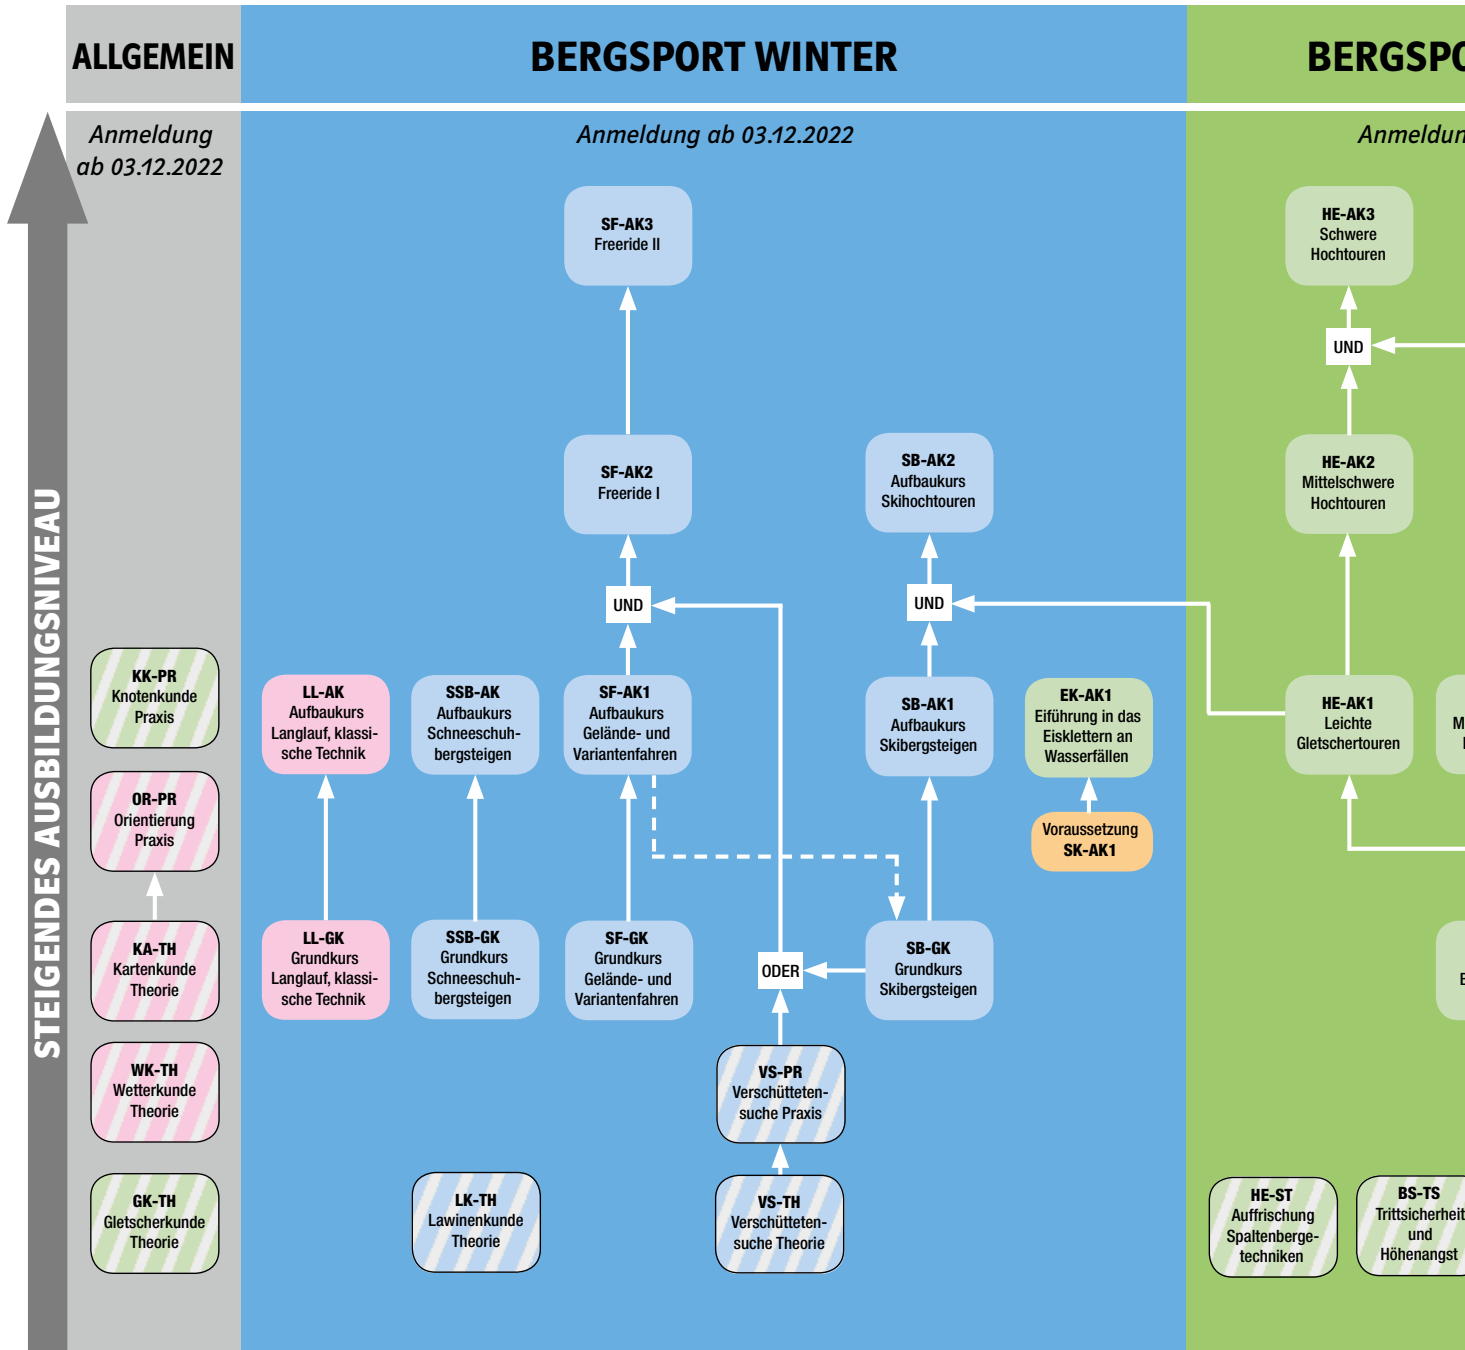 ALLGEMEIN
BERGSPORT WINTER
Anmeldung
ab 03.12.2022
Anmeldung ab 03.12.2022
STEIGENDES AUSBILDUNGSNIVEAU
SF-AK3
Freeride II
HE-AK3
Schwere
Hochtouren
UND
SF-AK2
Freeride I
SB-AK2
Aufbaukurs
Skihochtouren
HE-AK2
Mittelschwere
Hochtouren
UND
UND
KK-PR
Knotenkunde
Praxis
LL-AK
Aufbaukurs
Langlauf, klassi-
sche Technik
SSB-AK
Aufbaukurs
Schneeschuh-
bergsteigen
SF-AK1
Aufbaukurs
Gelände- und
Variantenfahren
SB-AK1
Aufbaukurs
Skibergsteigen
EK-AK1
Eiführung in das
Eisklettern an
Wasserfällen
HE-AK1
Leichte
Gletschertouren
OR-PR
Orientierung
Praxis
Voraussetzung
SK-AK1
KA-TH
Kartenkunde
Theorie
LL-GK
Grundkurs
Langlauf, klassi-
sche Technik
SSB-GK
Grundkurs
Schneeschuh-
bergsteigen
SF-GK
Grundkurs
Gelände- und
Variantenfahren
ODER
SB-GK
Grundkurs
Skibergsteigen
WK-TH
Wetterkunde
Theorie
VS-PR
Verschütteten-
suche Praxis
GK-TH
Gletscherkunde
Theorie
LK-TH
Lawinenkunde
Theorie
VS-TH
Verschütteten-
suche Theorie
HE-ST
Auffrischung
Spaltenberge-
techniken
BS-TS
Trittsicherheit
und
Höhenangst